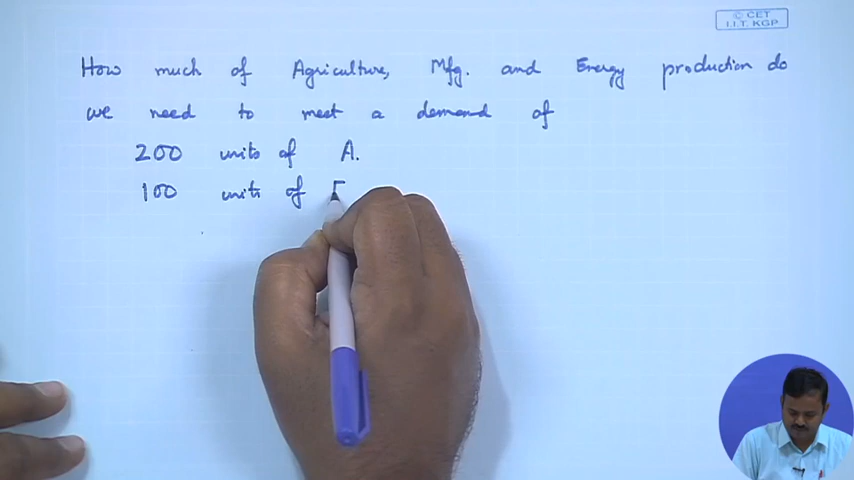 © CET
I.I.T. KGP
How much of Agriculture, Mfg. and Energy production do
we need to meet a demand of
200 units of A.
100 units of